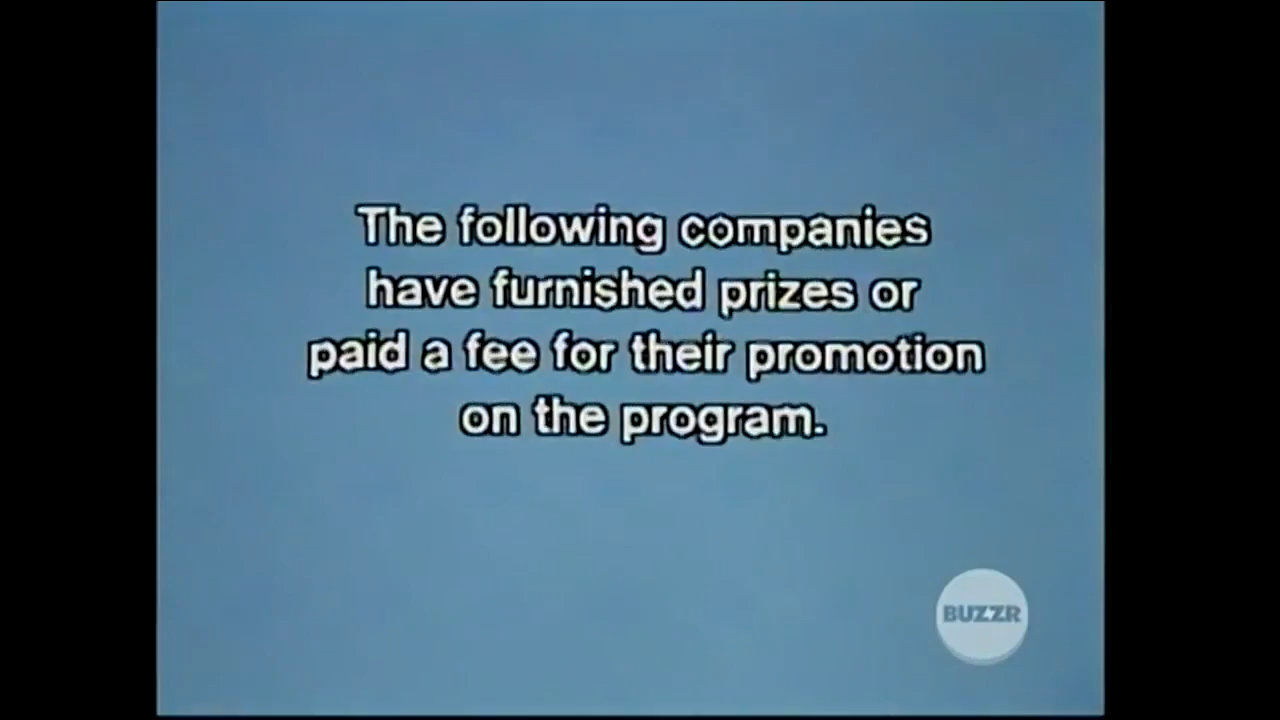 The following companies
have furnished prizes or
paid a fee for their promotion
on the program.
BUZZR